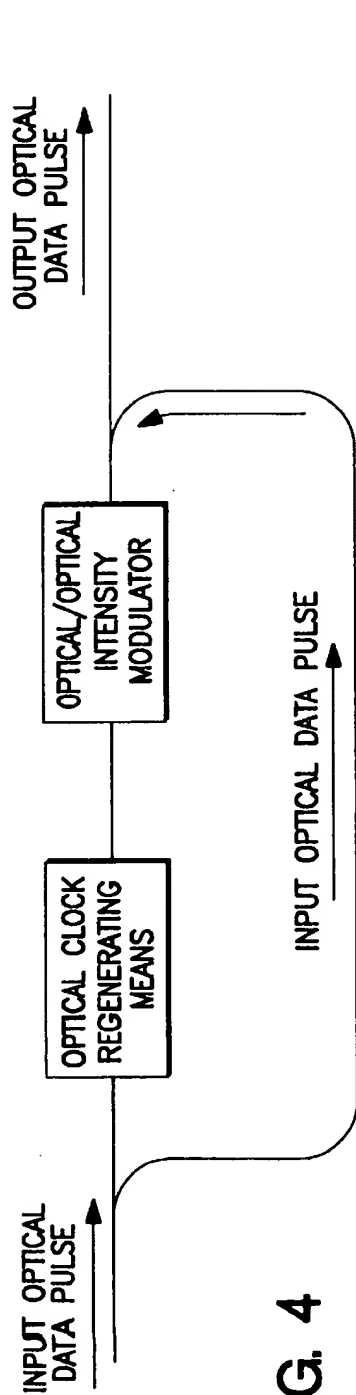 INPUT OPTICAL
DATA PULSE
OPTICAL CLOCK
REGENERATING
MEANS
OPTICAL/OPTICAL
INTENSITY
MODULATOR
OUTPUT OPTICAL
DATA PULSE
INPUT OPTICAL DATA PULSE
G. 4